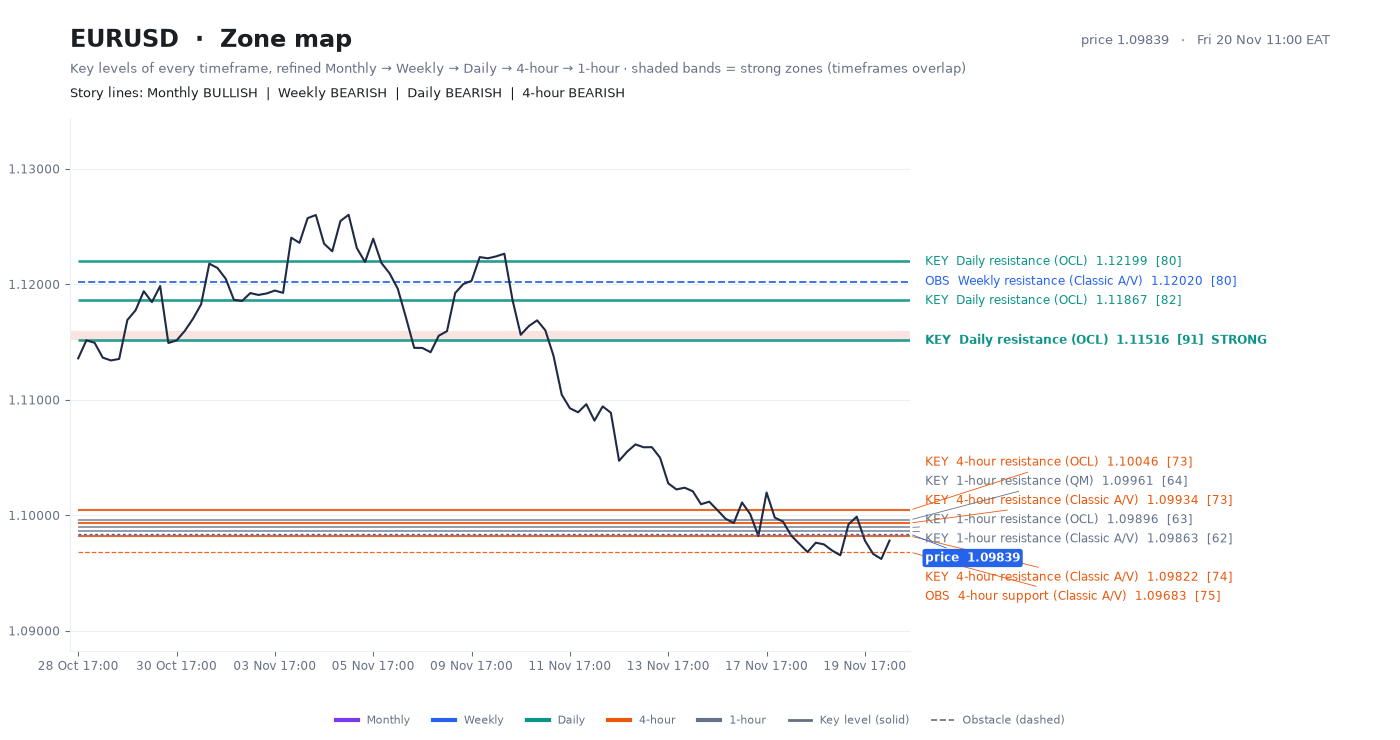 EURUSD · Zone map
price 1.09839 · Fri 20 Nov 11:00 EAT
Key levels of every timeframe, refined Monthly → Weekly → Daily → 4-hour → 1-hour · shaded bands = strong zones (timeframes overlap)
Story lines: Monthly BULLISH | Weekly BEARISH | Daily BEARISH | 4-hour BEARISH
1.13000
1.12000
1.11000
1.10000
1.09000
KEY Daily resistance (OCL) 1.12199 [80]
OBS Weekly resistance (Classic A/V) 1.12020 [80]
KEY Daily resistance (OCL) 1.11867 [82]
KEY Daily resistance (OCL) 1.11516 [91] STRONG
KEY 4-hour resistance (OCL) 1.10046 [73]
KEY 1-hour resistance (QM) 1.09961 [64]
KEY 4-hour resistance (Classic A/V) 1.09934 [73]
KEY 1-hour resistance (OCL) 1.09896 [63]
KEY 1-hour resistance (Classic A/V) 1.09863 [62]
price 1.09839
KEY 4-hour resistance (Classic A/V) 1.09822 [74]
OBS 4-hour support (Classic A/V) 1.09683 [75]
28 Oct 17:00 30 Oct 17:00 03 Nov 17:00 05 Nov 17:00 09 Nov 17:00 11 Nov 17:00 13 Nov 17:00 17 Nov 17:00 19 Nov 17:00
Monthly Weekly Daily 4-hour 1-hour Key level (solid) Obstacle (dashed)